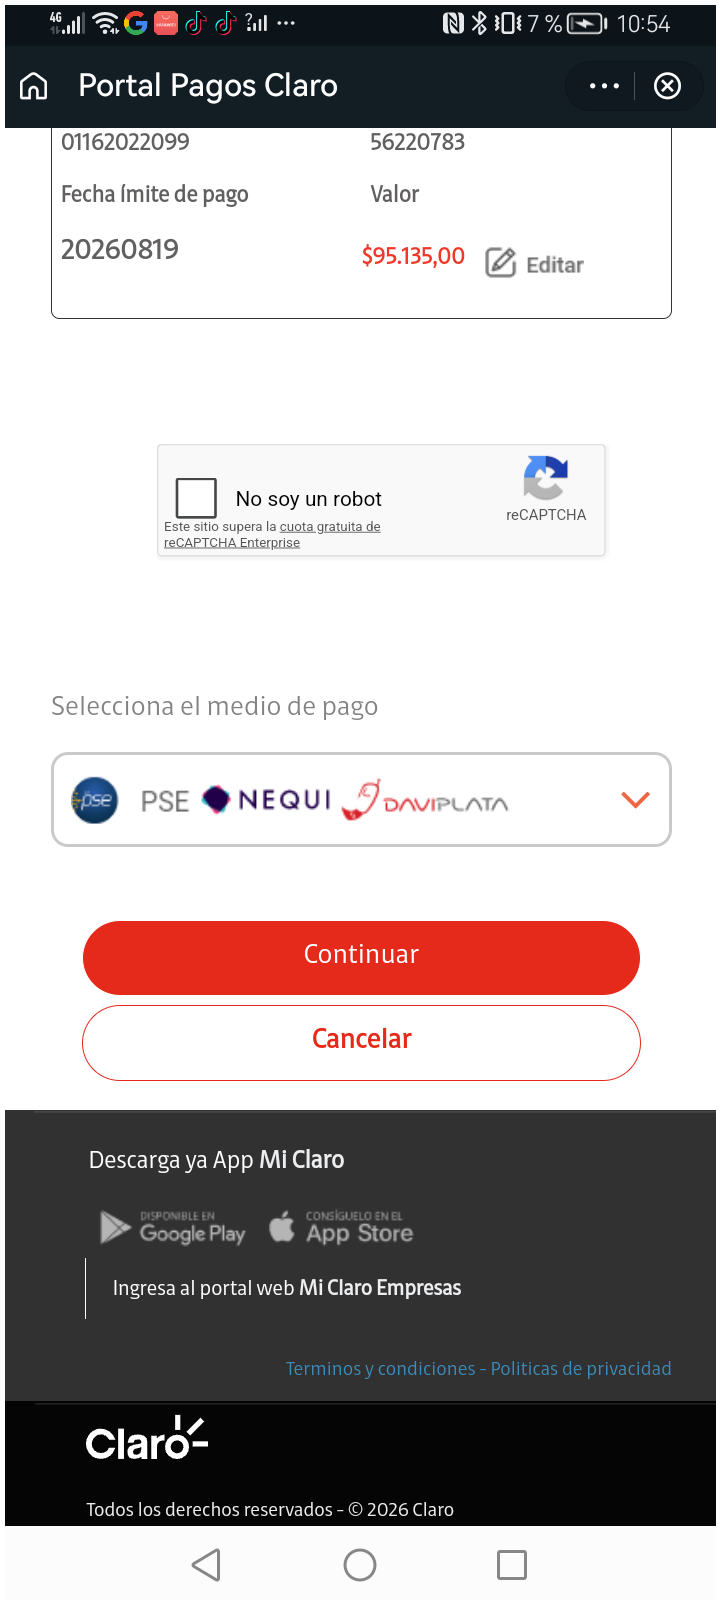 4G ? 7 % 10:54
Portal Pagos Claro
01162022099 56220783
Fecha ímite de pago Valor
20260819 $95.135,00 Editar
No soy un robot
Este sitio supera la cuota gratuita de
reCAPTCHA Enterprise
reCAPTCHA
Selecciona el medio de pago
pse PSE NEQUI DAVIPLATA
Continuar
Cancelar
Descarga ya App Mi Claro
DISPONIBLE EN
Google Play
CONSÍGUELO EN EL
App Store
Ingresa al portal web Mi Claro Empresas
Terminos y condiciones - Politicas de privacidad
Claro
Todos los derechos reservados - © 2026 Claro